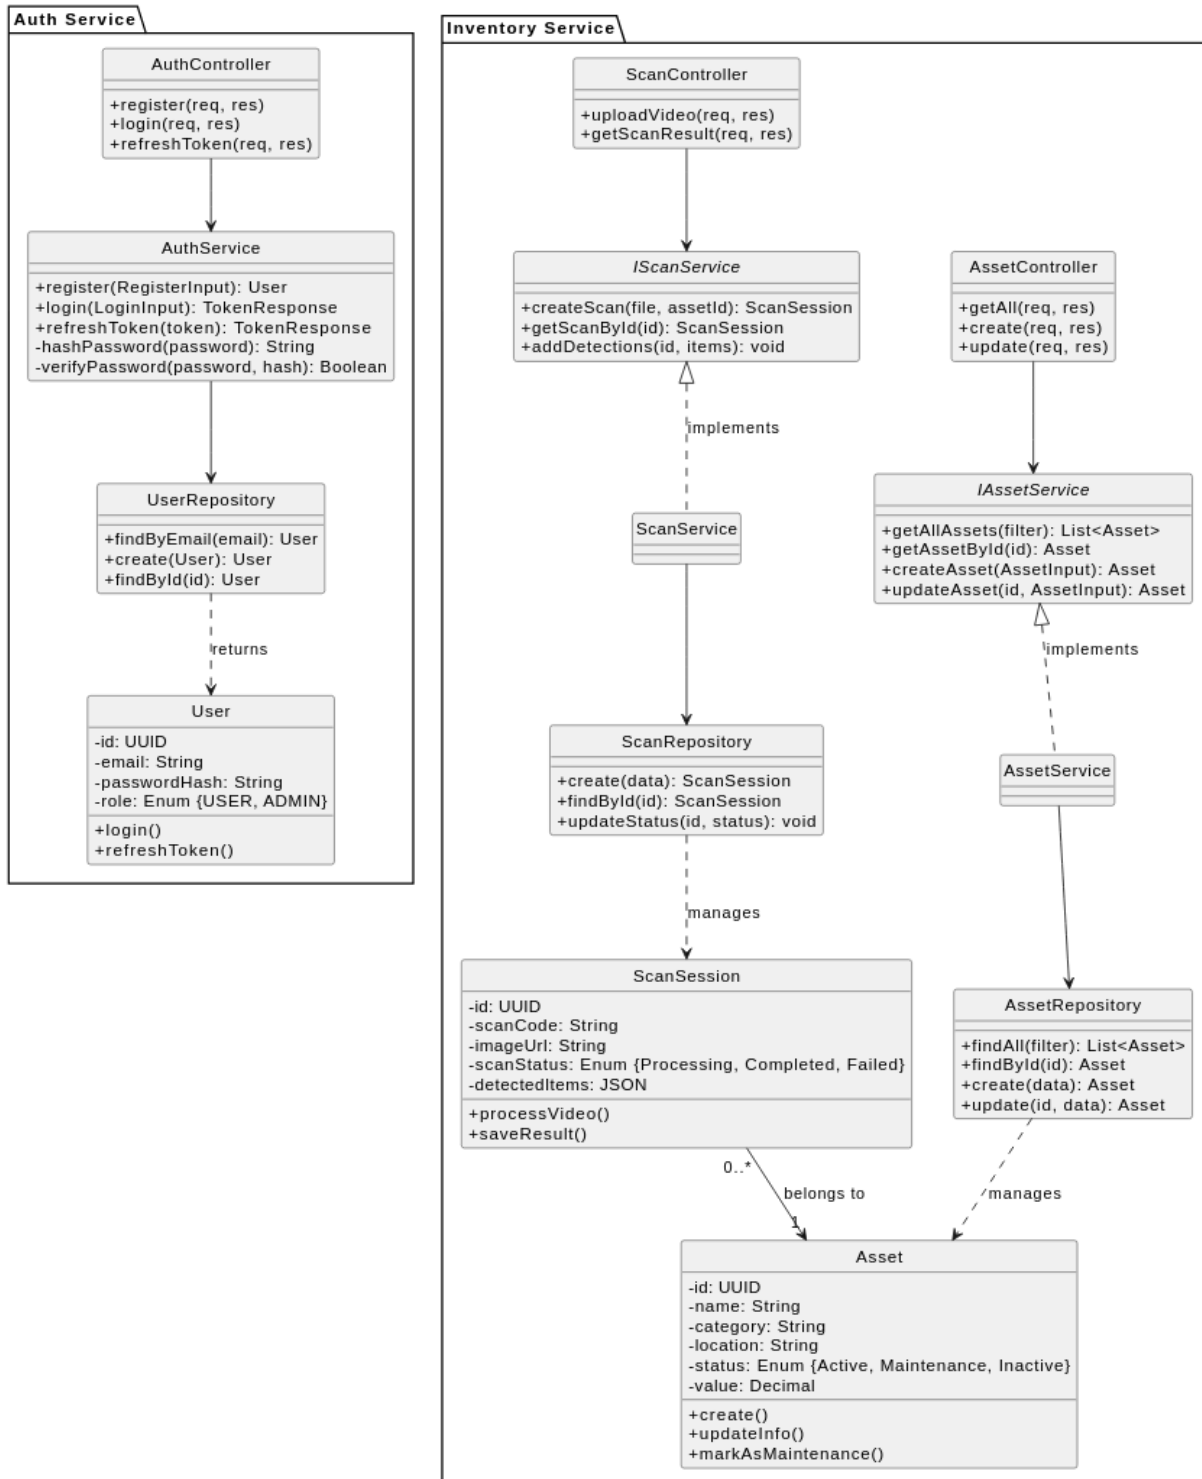 Auth Service
AuthController
+register(req, res)
+login(req, res)
+refreshToken(req, res)
AuthService
+register(RegisterInput): User
+login(LoginInput): TokenResponse
+refreshToken(token): TokenResponse
-hashPassword(password): String
-verifyPassword(password, hash): Boolean
UserRepository
+findByEmail(email): User
+create(User): User
+findById(id): User
returns
User
-id: UUID
-email: String
-passwordHash: String
-role: Enum {USER, ADMIN}
+login()
+refreshToken()
Inventory Service
ScanController
+uploadVideo(req, res)
+getScanResult(req, res)
IScanService
+createScan(file, assetId): ScanSession
+getScanById(id): ScanSession
+addDetections(id, items): void
implements
ScanService
ScanRepository
+create(data): ScanSession
+findById(id): ScanSession
+updateStatus(id, status): void
manages
ScanSession
-id: UUID
-scanCode: String
-imageUrl: String
-scanStatus: Enum {Processing, Completed, Failed}
-detectedItems: JSON
+processVideo()
+saveResult()
0..*
belongs to
1
AssetController
+getAll(req, res)
+create(req, res)
+update(req, res)
IAssetService
+getAllAssets(filter): List<Asset>
+getAssetById(id): Asset
+createAsset(AssetInput): Asset
+updateAsset(id, AssetInput): Asset
implements
AssetService
AssetRepository
+findAll(filter): List<Asset>
+findById(id): Asset
+create(data): Asset
+update(id, data): Asset
manages
Asset
-id: UUID
-name: String
-category: String
-location: String
-status: Enum {Active, Maintenance, Inactive}
-value: Decimal
+create()
+updateInfo()
+markAsMaintenance()